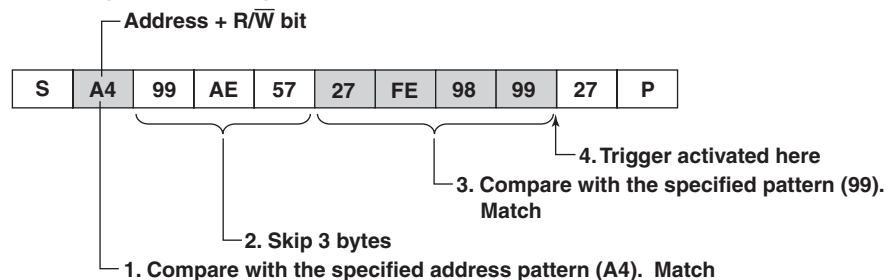 Address + R/W̅ bit
S A4 99 AE 57 27 FE 98 99 27 P
4. Trigger activated here
3. Compare with the specified pattern (99).
Match
2. Skip 3 bytes
1. Compare with the specified address pattern (A4). Match